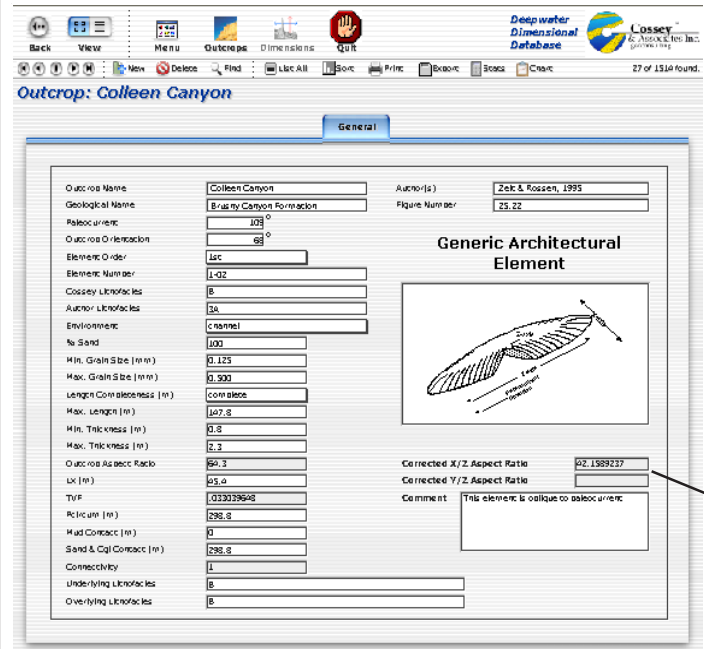 Deepwater
Dimensional
Database
Cossey
& Associates Inc.
Back View Menu Outcrops Dimensions Quit
New Delete Find List All Sort Print Export Stats Chart 27 of 1514 found.
Outcrop: Colleen Canyon
General
Outcrop Name Colleen Canyon Author(s) Zelt & Rossen, 1995
Geological Name Brushy Canyon Formation Figure Number 25.22
Paleocurrent 109°
Outcrop Orientation 68°
Generic Architectural
Element
Element Order 1st
Element Number 1-02
Cossey Lithofacies B
Author Lithofacies 3A
Environment channel
% Sand 100
Min. Grain Size (mm) 0.125
Max. Grain Size (mm) 0.500
Length Completeness (m) complete
Max. Length (m) 147.8
Min. Thickness (m) 0.8
Max. Thickness (m) 2.3
Outcrop Aspect Ratio 64.3 Corrected X/Z Aspect Ratio 42.1589237
Lx (m) 45.4 Corrected Y/Z Aspect Ratio
TVF .033039648 Comment This element is oblique to paleocurrent
Pcircum (m) 298.8
Mud Contact (m) 0
Sand & Cgl Contact (m) 298.8
Connectivity 1
Underlying Lithofacies B
Overlying Lithofacies B